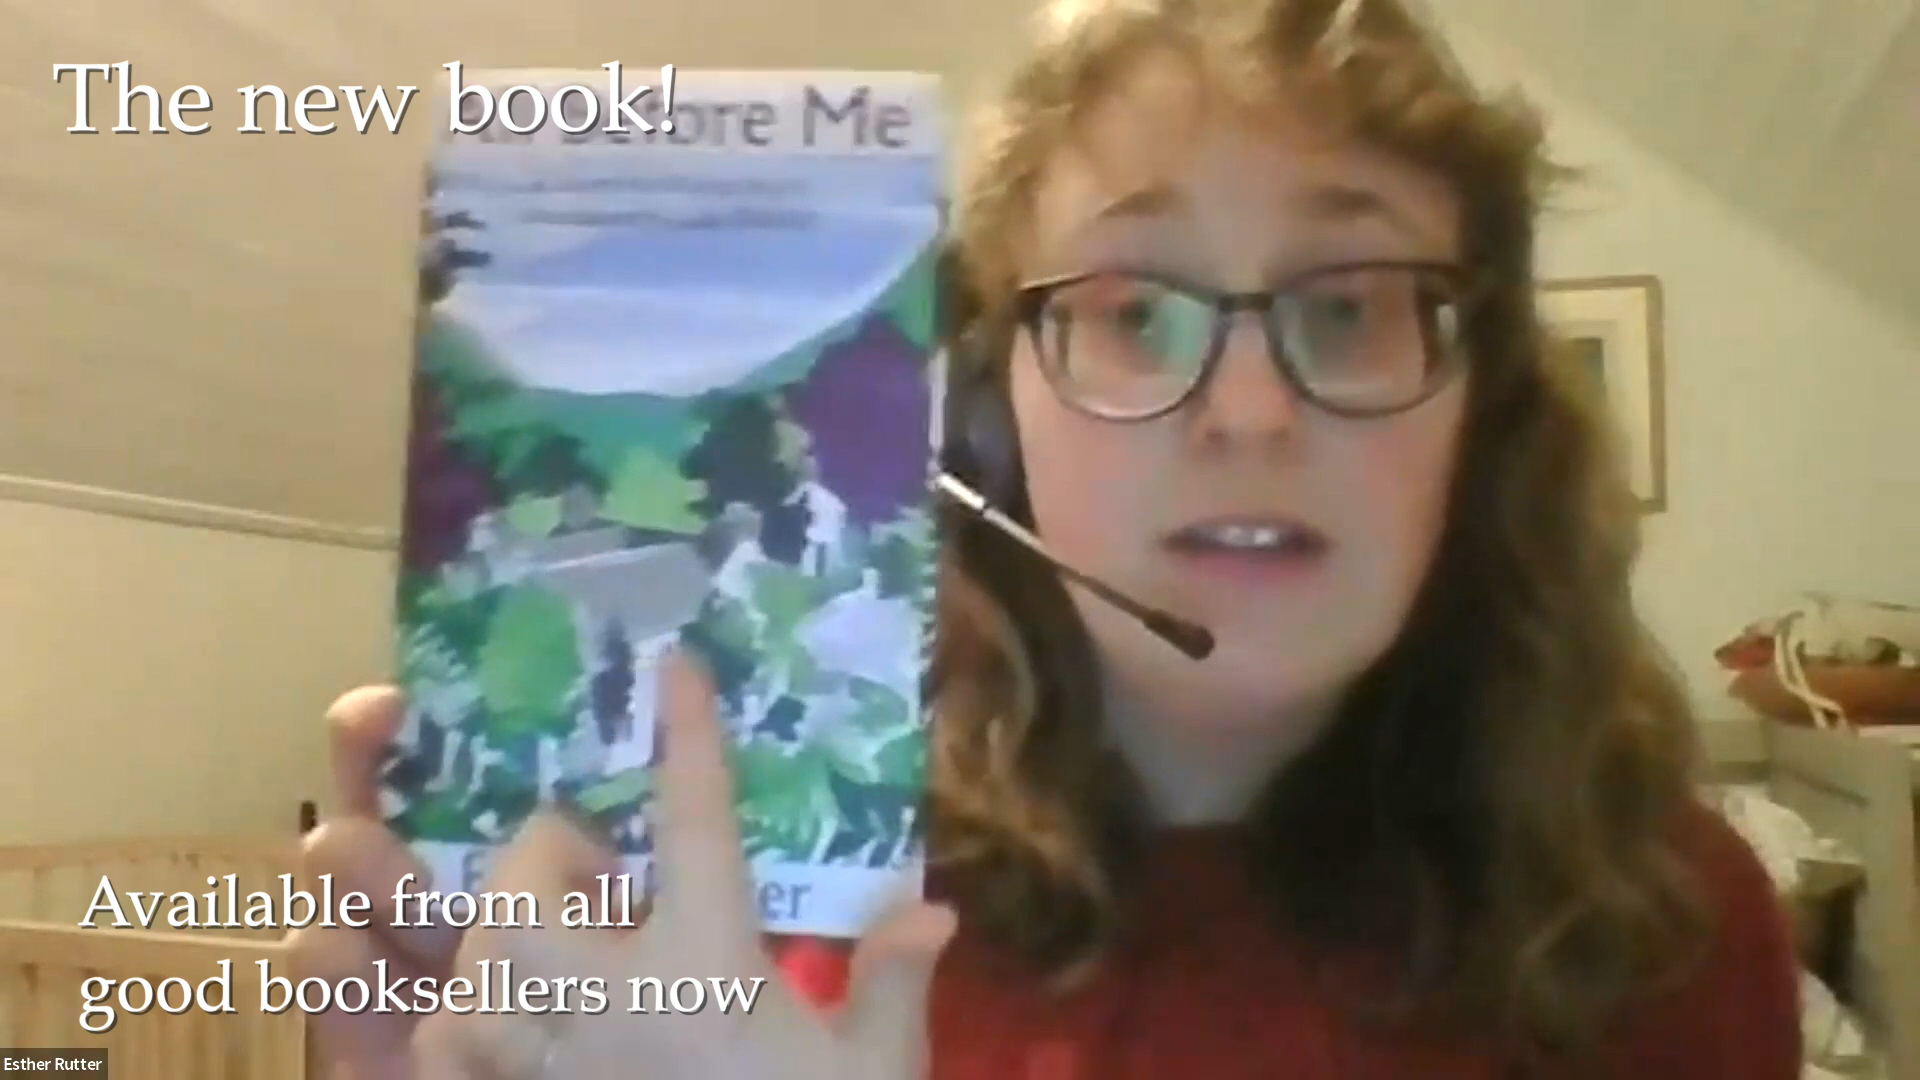 The new book!
Before Me
Available from all
good booksellers now
Esther Rutter